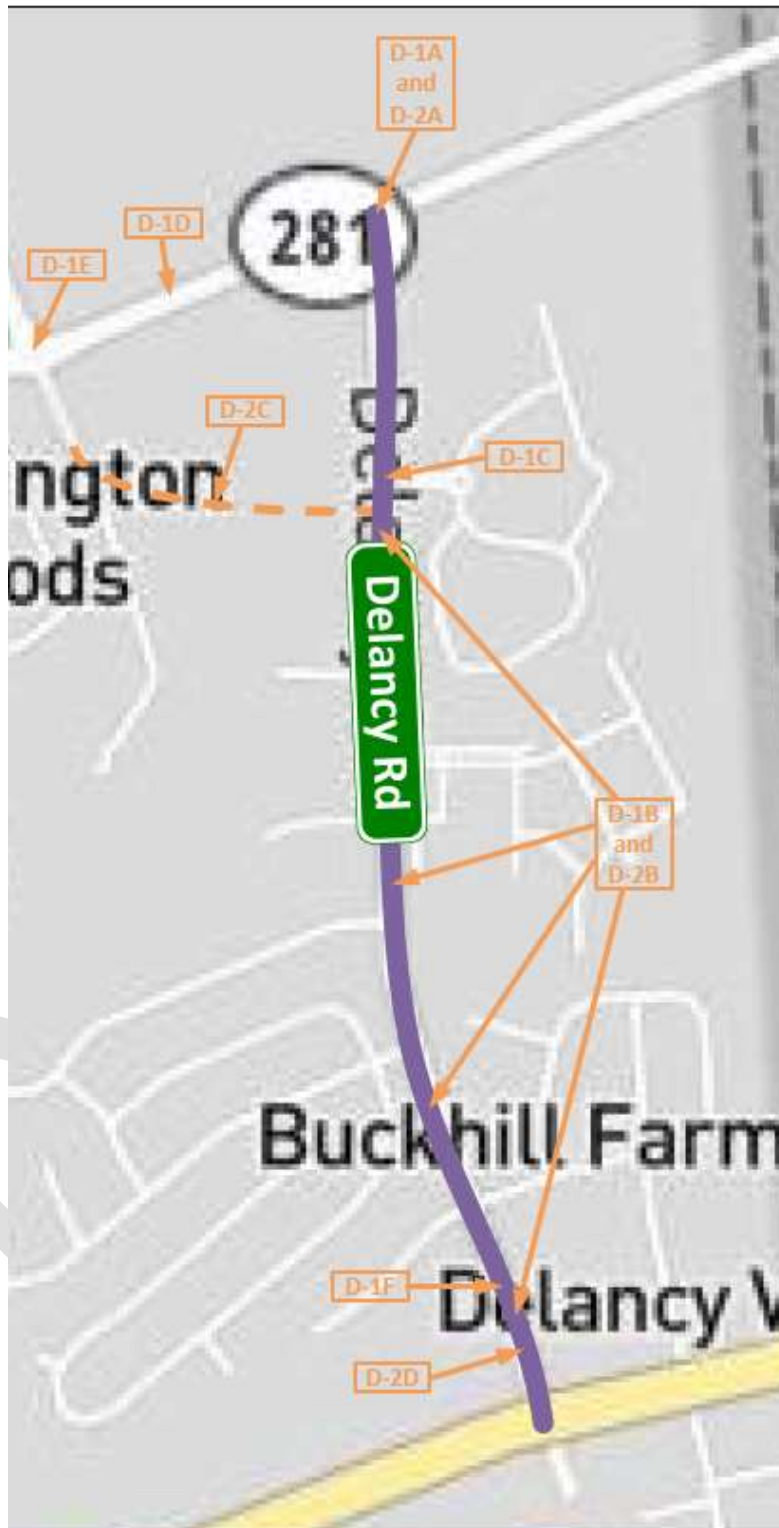 D-1A
and
D-2A
281
D-1D
D-1E
D-2C
D-1C
ngton
ods
Delancy Rd
D-1B
and
D-2B
Buckhill Farm
D-1F
Delancy V
D-2D